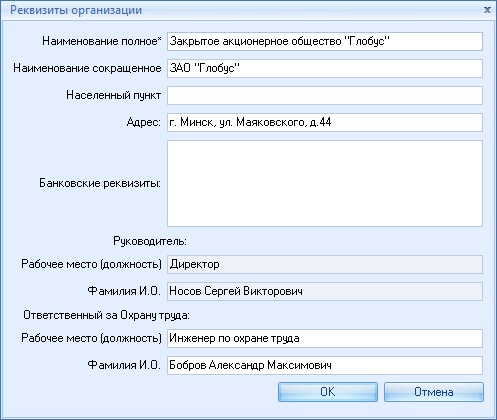 Реквизиты организации x
Наименование полное* Закрытое акционерное общество "Глобус"
Наименование сокращенное ЗАО "Глобус"
Населенный пункт
Адрес: г. Минск, ул. Маяковского, д.44
Банковские реквизиты:
Руководитель:
Рабочее место (должность) Директор
Фамилия И.О. Носов Сергей Викторович
Ответственный за Охрану труда:
Рабочее место (должность) Инженер по охране труда
Фамилия И.О. Бобров Александр Максимович
OK Отмена